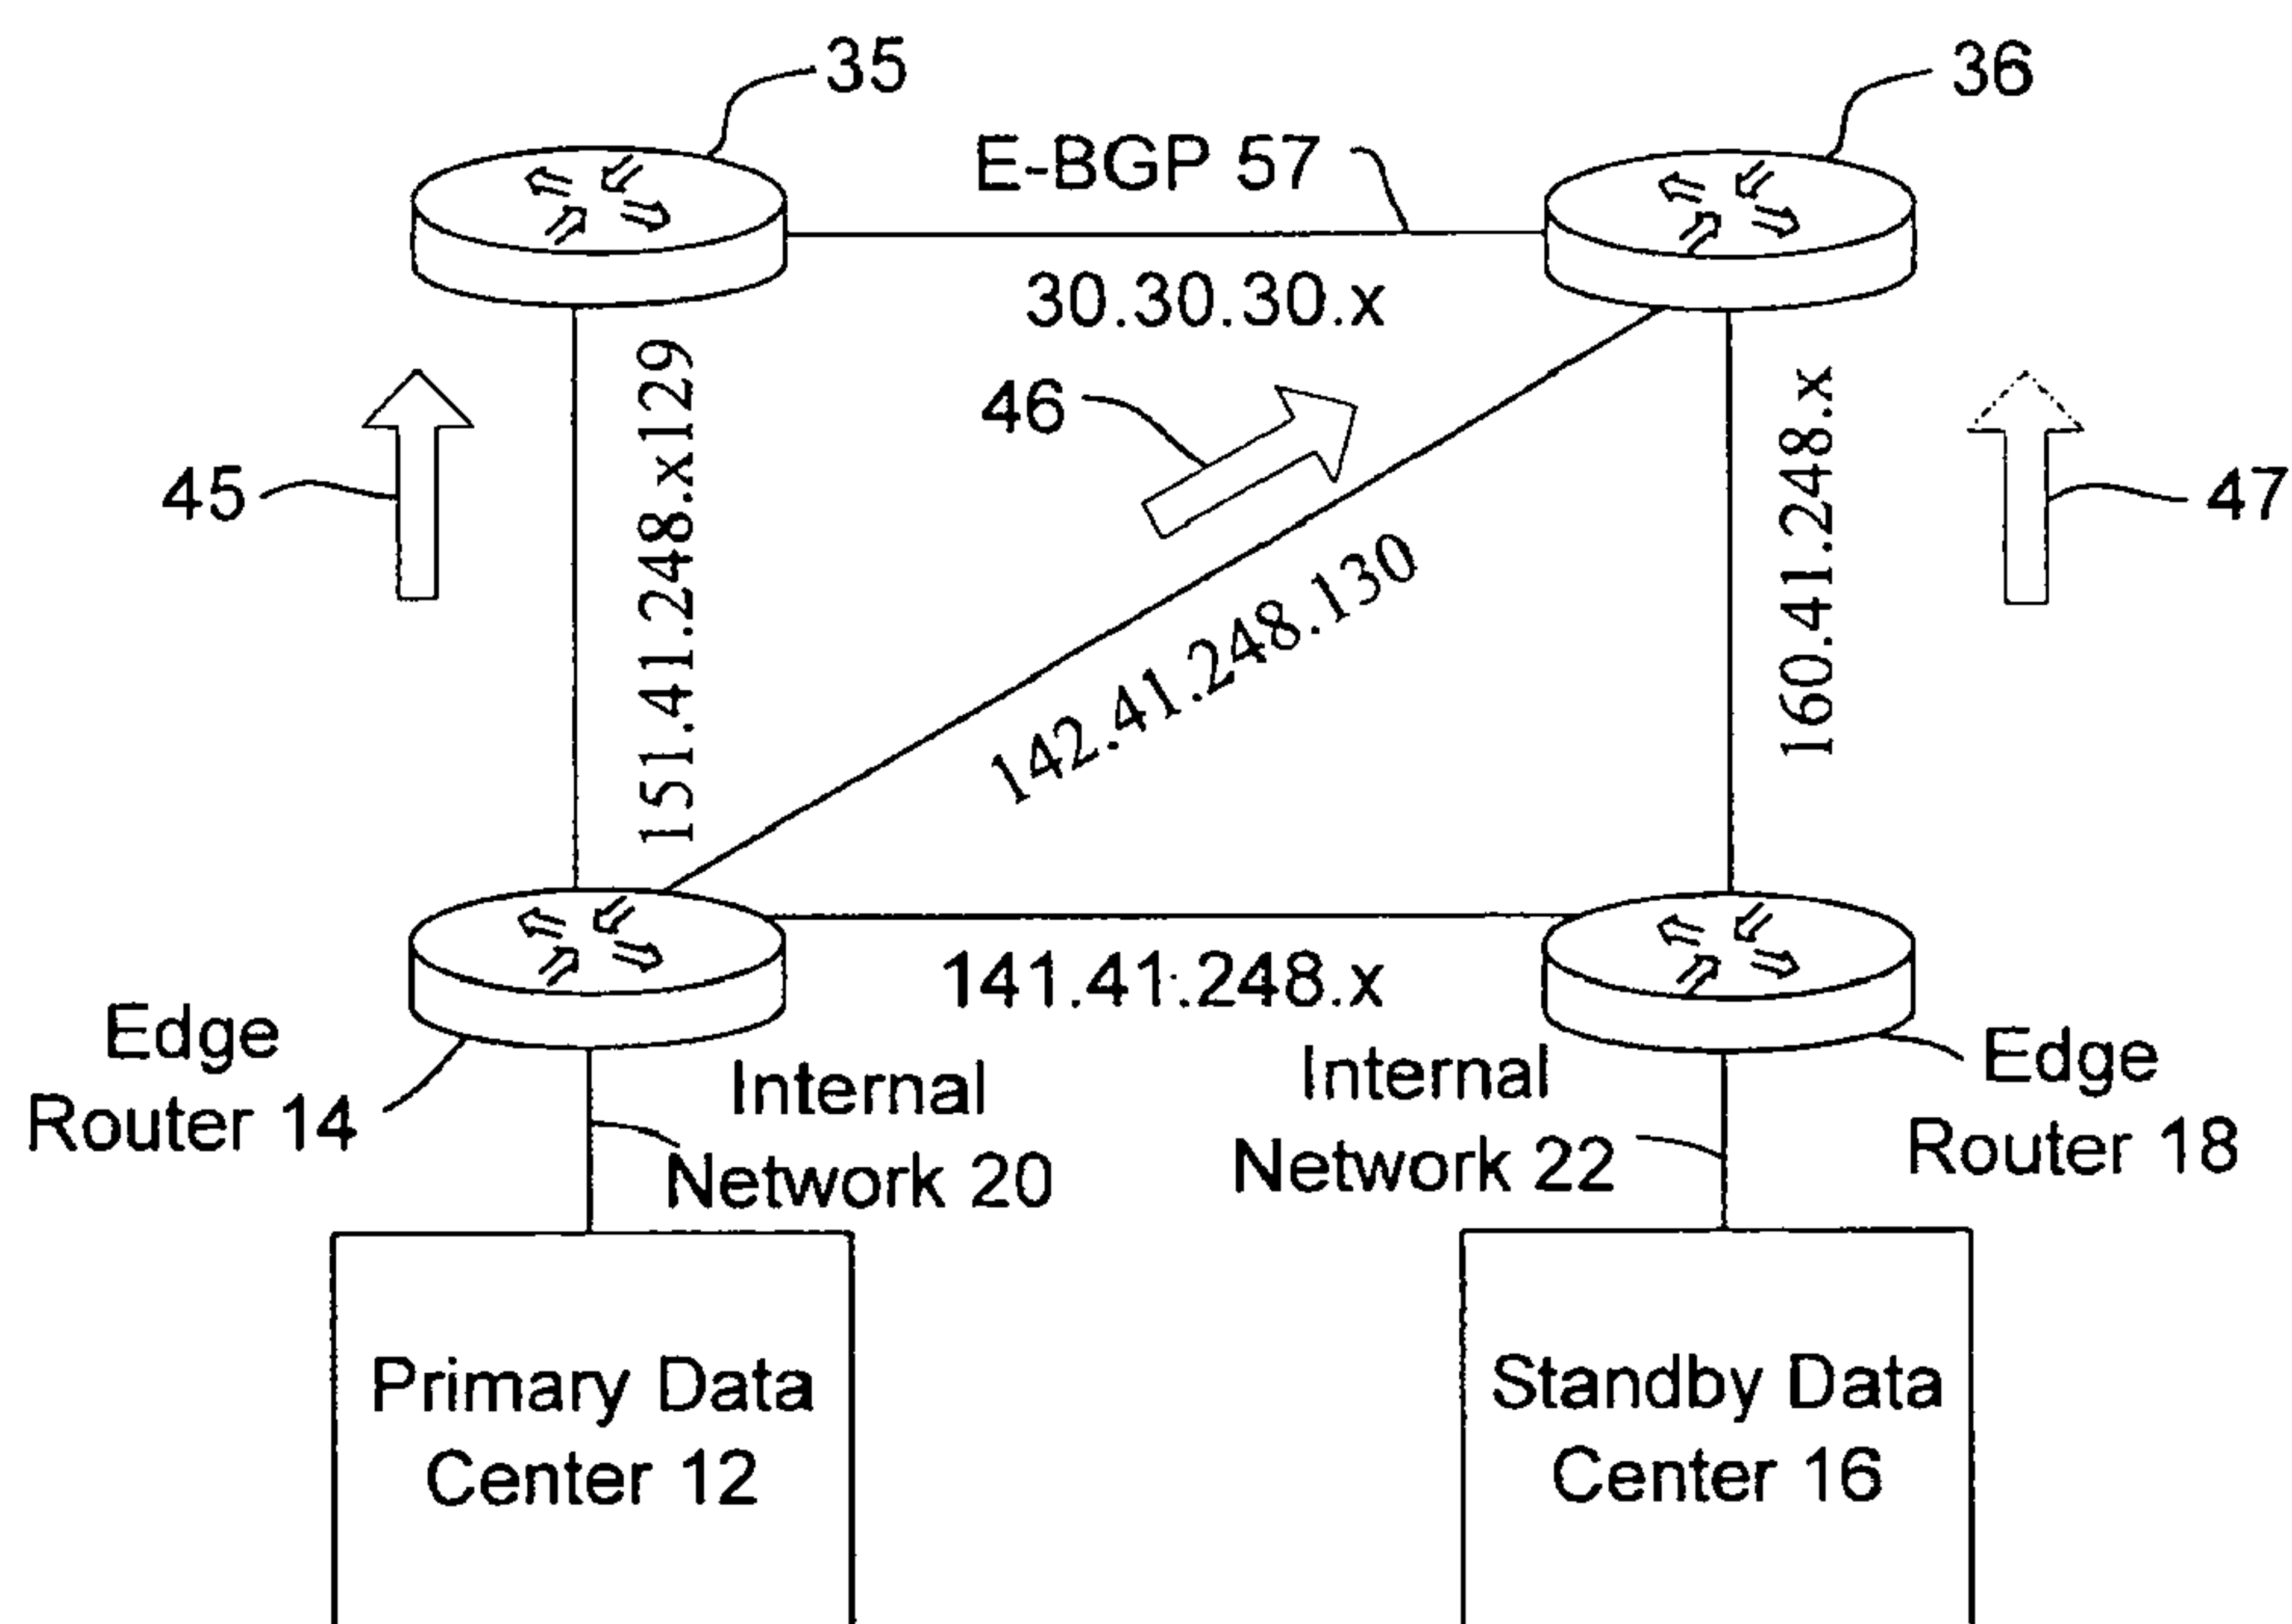 35
36
E-BGP 57
30.30.30.x
46
45
47
151.41.248.x129
142.41.248.130
160.41.248.x
141.41.248.x
Edge
Router 14
Internal
Network 20
Internal
Network 22
Edge
Router 18
Primary Data
Center 12
Standby Data
Center 16